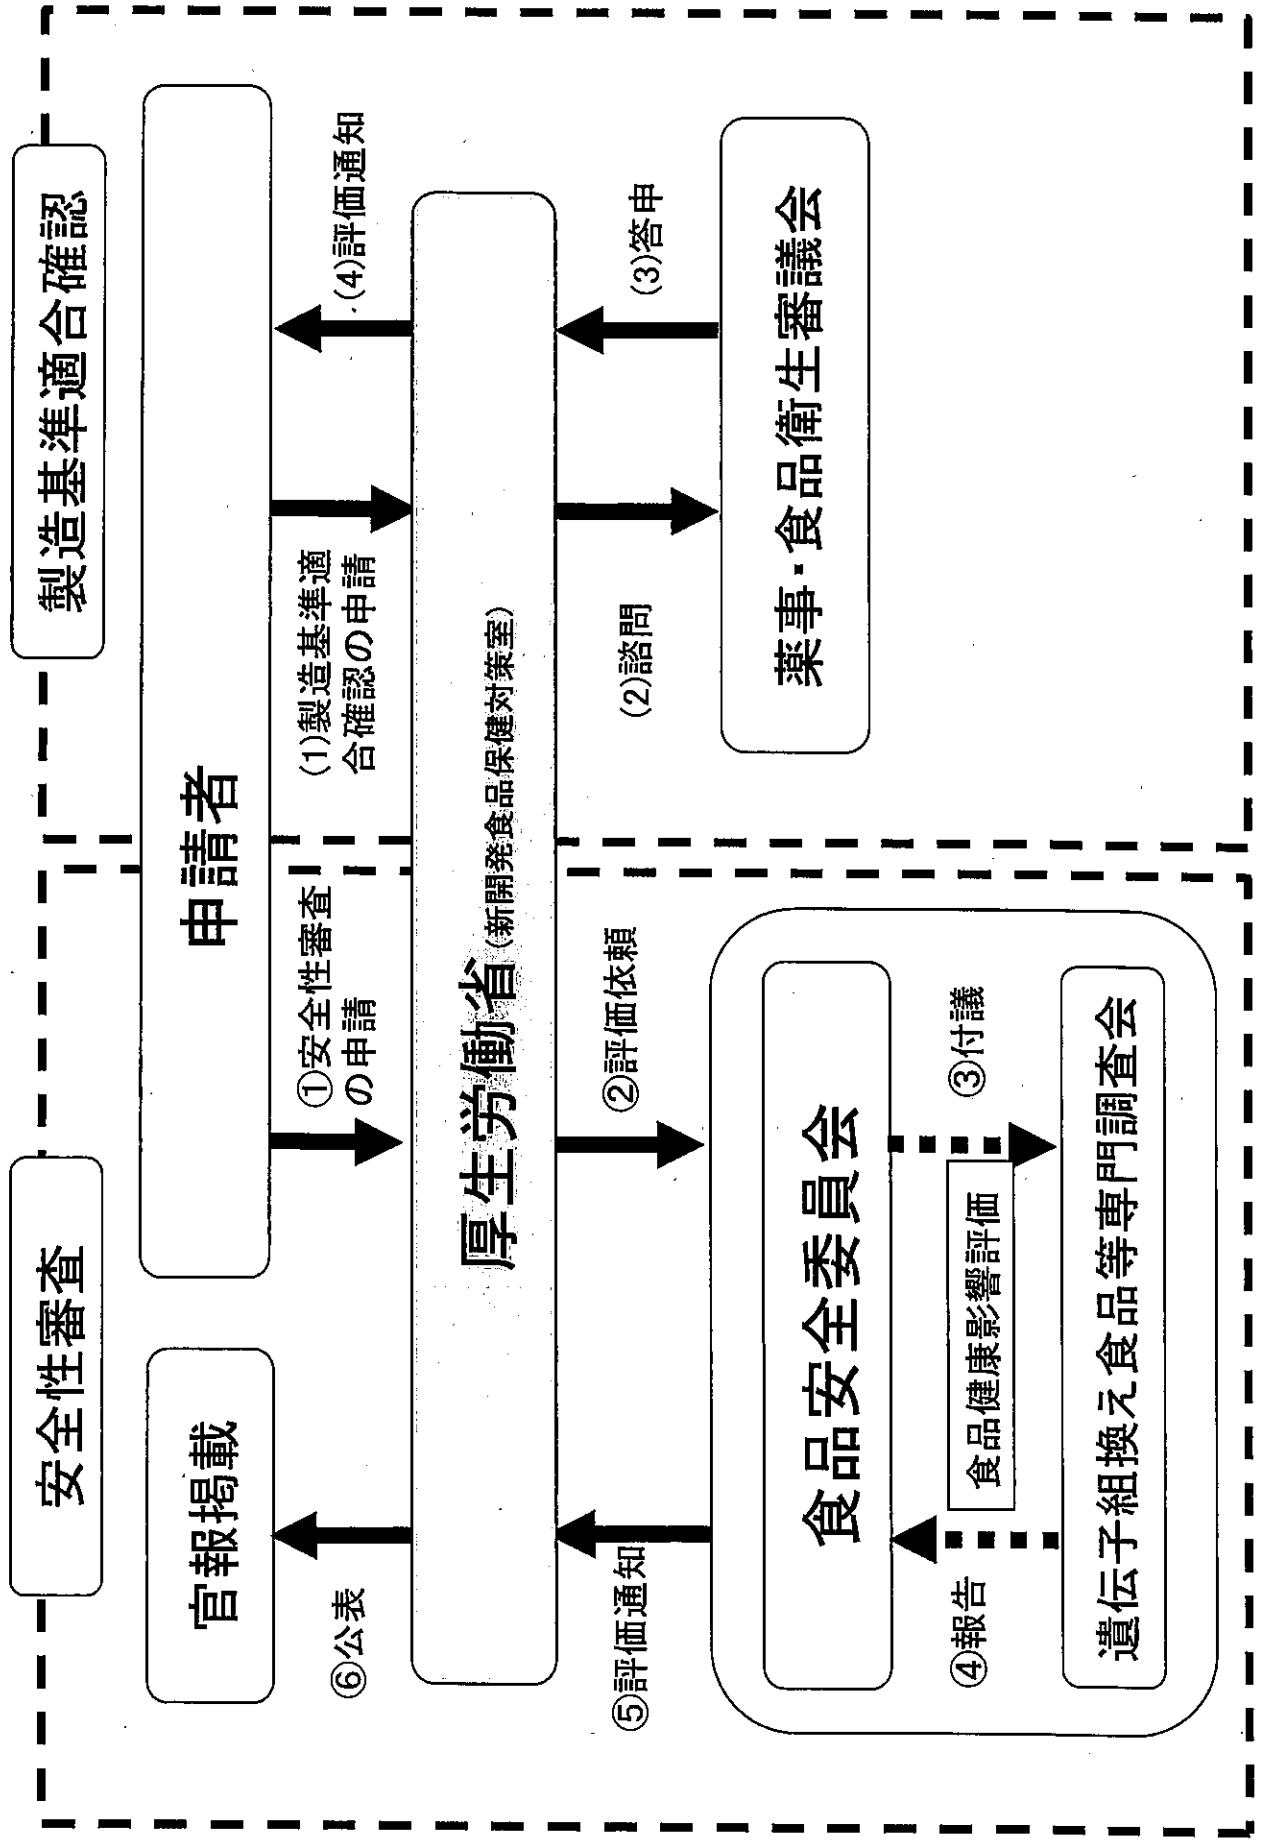 安全性審査
製造基準適合確認
官報掲載
申請者
⑥公表
①安全性審査
の申請
(1)製造基準適
合確認の申請
(4)評価通知
厚生労働省(新開発食品保健対策室)
⑤評価通知
②評価依頼
(2)諮問
(3)答申
食品安全委員会
薬事・食品衛生審議会
④報告
食品健康影響評価
③付議
遺伝子組換え食品等専門調査会